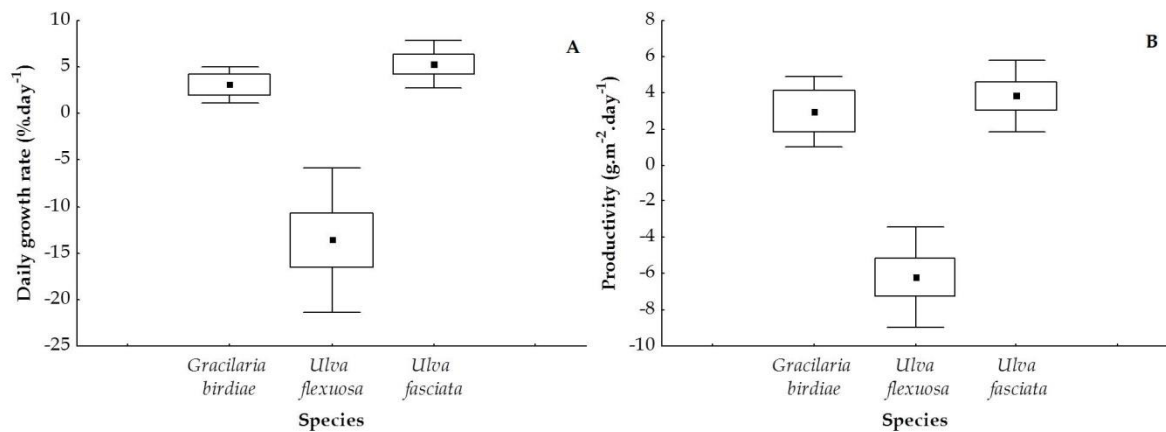 A
Daily growth rate (%.day⁻¹)
10
5
0
-5
-10
-15
-20
-25
Gracilaria
birdiae
Ulva
flexuosa
Ulva
fasciata
Species
B
Productivity (g.m⁻².day⁻¹)
8
6
4
2
0
-2
-4
-6
-8
-10
Gracilaria
birdiae
Ulva
flexuosa
Ulva
fasciata
Species